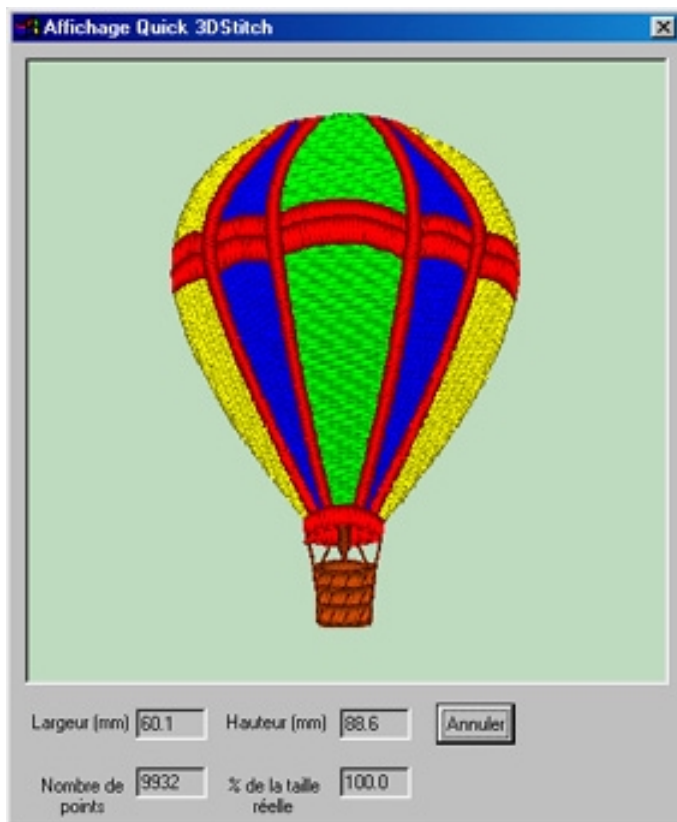 Affichage Quick 3DStitch
Largeur (mm) 60.1 Hauteur (mm) 88.6 Annuler
Nombre de points 9932 % de la taille réelle 100.0